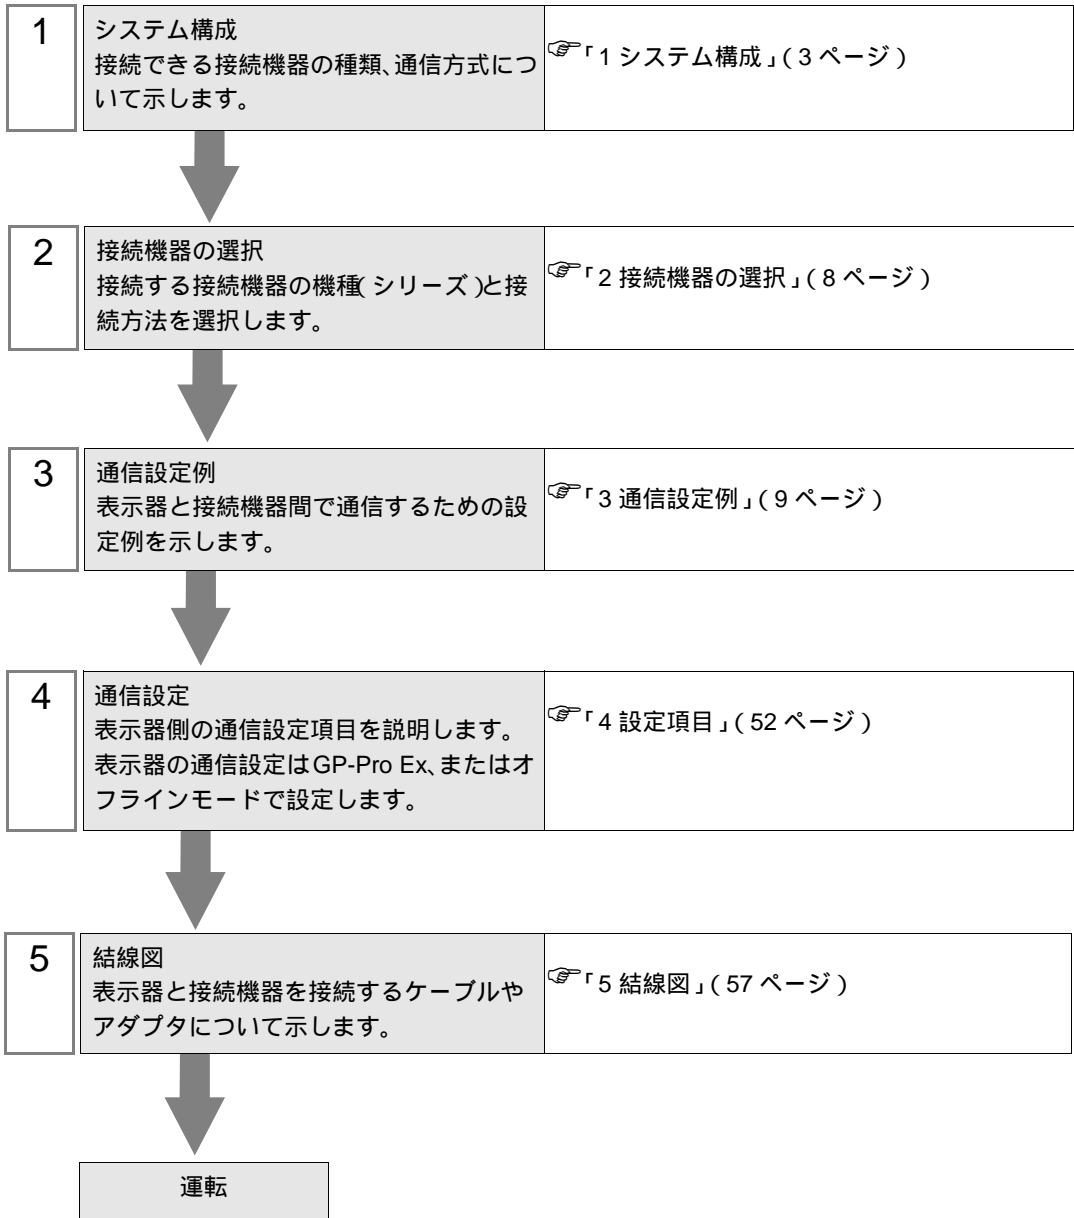 1
システム構成
接続できる接続機器の種類、通信方式につ
いて示します。
「1 システム構成」(3 ページ)
2
接続機器の選択
接続する接続機器の機種(シリーズ)と接
続方法を選択します。
「2 接続機器の選択」(8 ページ)
3
通信設定例
表示器と接続機器間で通信するための設
定例を示します。
「3 通信設定例」(9 ページ)
4
通信設定
表示器側の通信設定項目を説明します。
表示器の通信設定はGP-Pro Ex、またはオ
フラインモードで設定します。
「4 設定項目」(52 ページ)
5
結線図
表示器と接続機器を接続するケーブルや
アダプタについて示します。
「5 結線図」(57 ページ)
運転